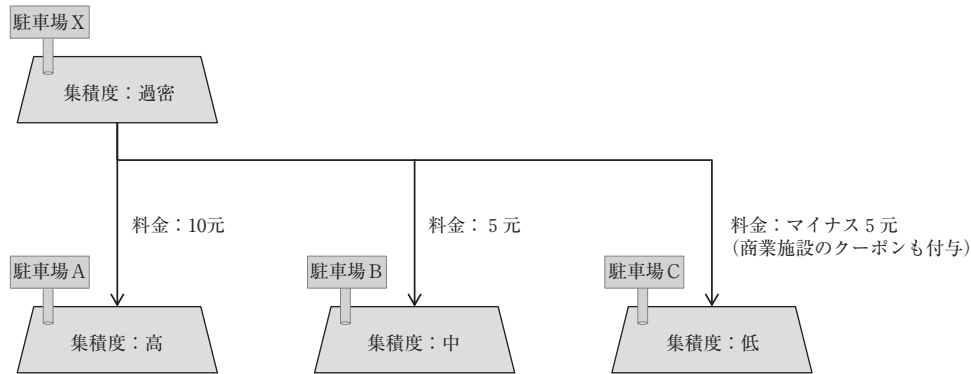 駐車場X
集積度：過密
料金：10元
料金：5元
料金：マイナス5元
（商業施設のクーポンも付与）
駐車場A
駐車場B
駐車場C
集積度：高
集積度：中
集積度：低